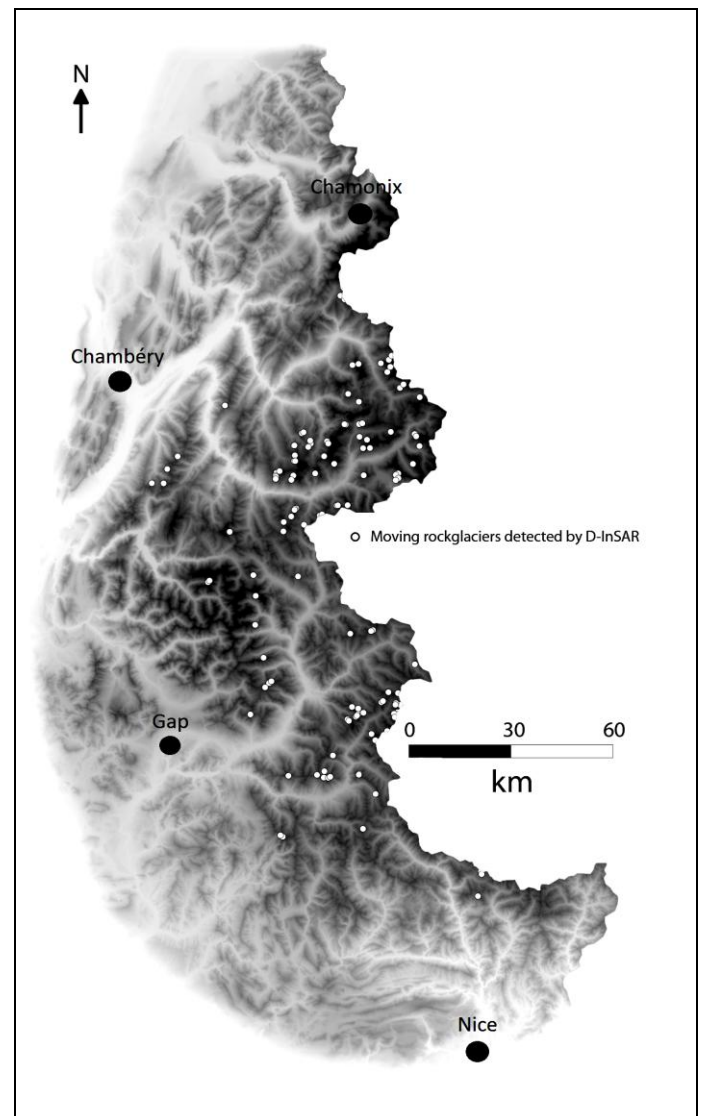 N
Chamonix
Chambéry
Moving rockglaciers detected by D-InSAR
Gap
0 30 60
km
Nice